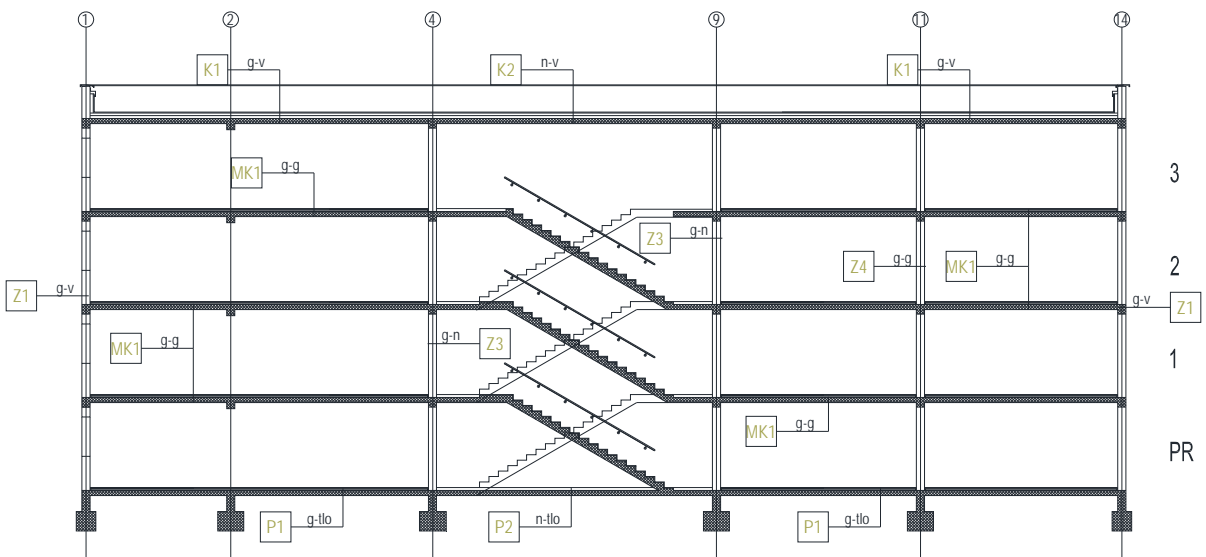 1 2 4 9 11 14
K1 g-v K2 n-v K1 g-v
MK1 g-g 3
Z3 g-n Z4 g-g MK1 g-g 2
Z1 g-v g-v Z1
MK1 g-g g-n Z3 1
MK1 g-g PR
P1 g-tlo P2 n-tlo P1 g-tlo